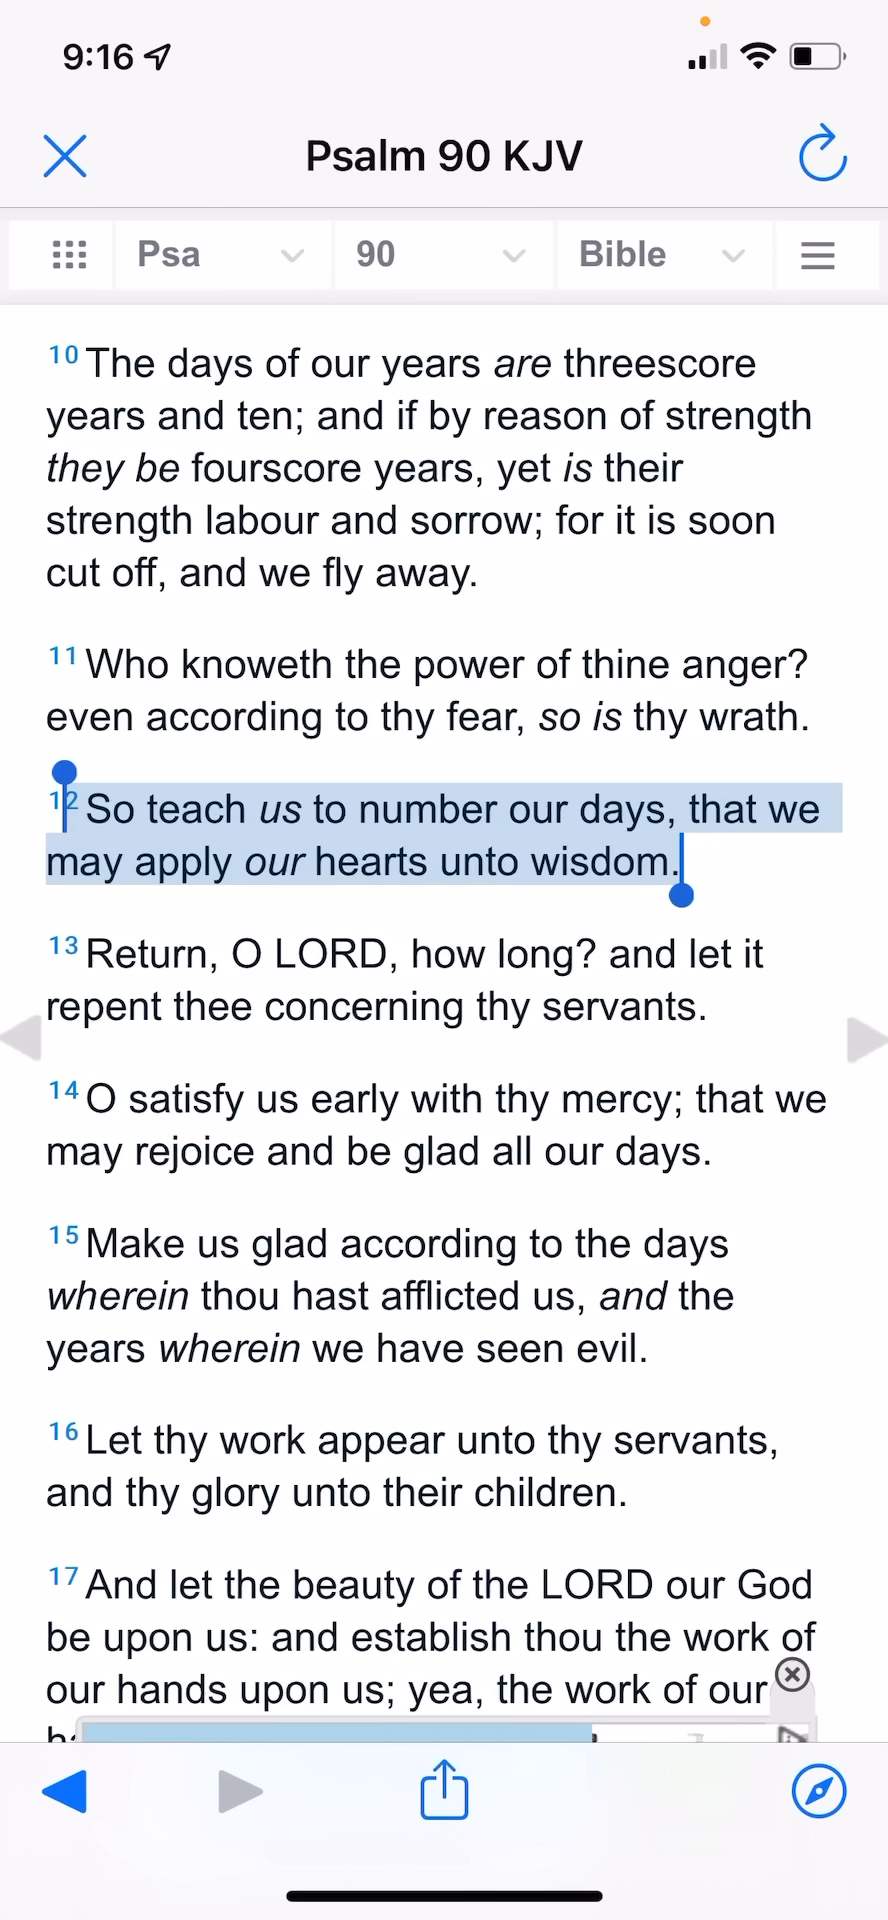 9:16
Psalm 90 KJV
Psa 90 Bible
10 The days of our years are threescore
years and ten; and if by reason of strength
they be fourscore years, yet is their
strength labour and sorrow; for it is soon
cut off, and we fly away.
11 Who knoweth the power of thine anger?
even according to thy fear, so is thy wrath.
12 So teach us to number our days, that we
may apply our hearts unto wisdom.
13 Return, O LORD, how long? and let it
repent thee concerning thy servants.
14 O satisfy us early with thy mercy; that we
may rejoice and be glad all our days.
15 Make us glad according to the days
wherein thou hast afflicted us, and the
years wherein we have seen evil.
16 Let thy work appear unto thy servants,
and thy glory unto their children.
17 And let the beauty of the LORD our God
be upon us: and establish thou the work of
our hands upon us; yea, the work of our